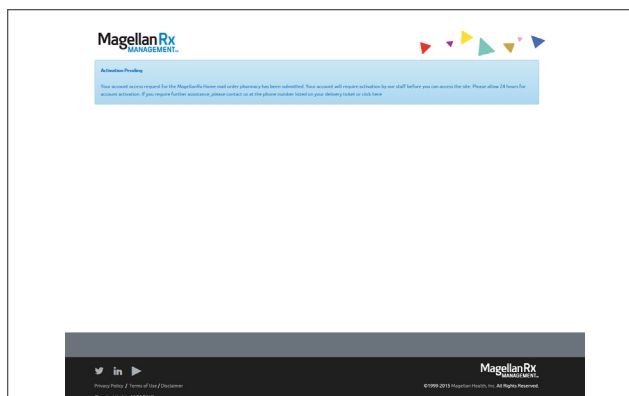 MagellanRx
MANAGEMENT
Activation Pending
Your account access request for the MagellanRx Home mail order pharmacy has been submitted. Your account will require activation by our staff before you can access the site. Please allow 24 hours for
account activation. If you require further assistance, please contact us at the phone number listed on your delivery ticket or click here
in
MagellanRx
MANAGEMENT
Privacy Policy / Terms of Use / Disclaimer
©1999-2015 Magellan Health, Inc. All Rights Reserved.